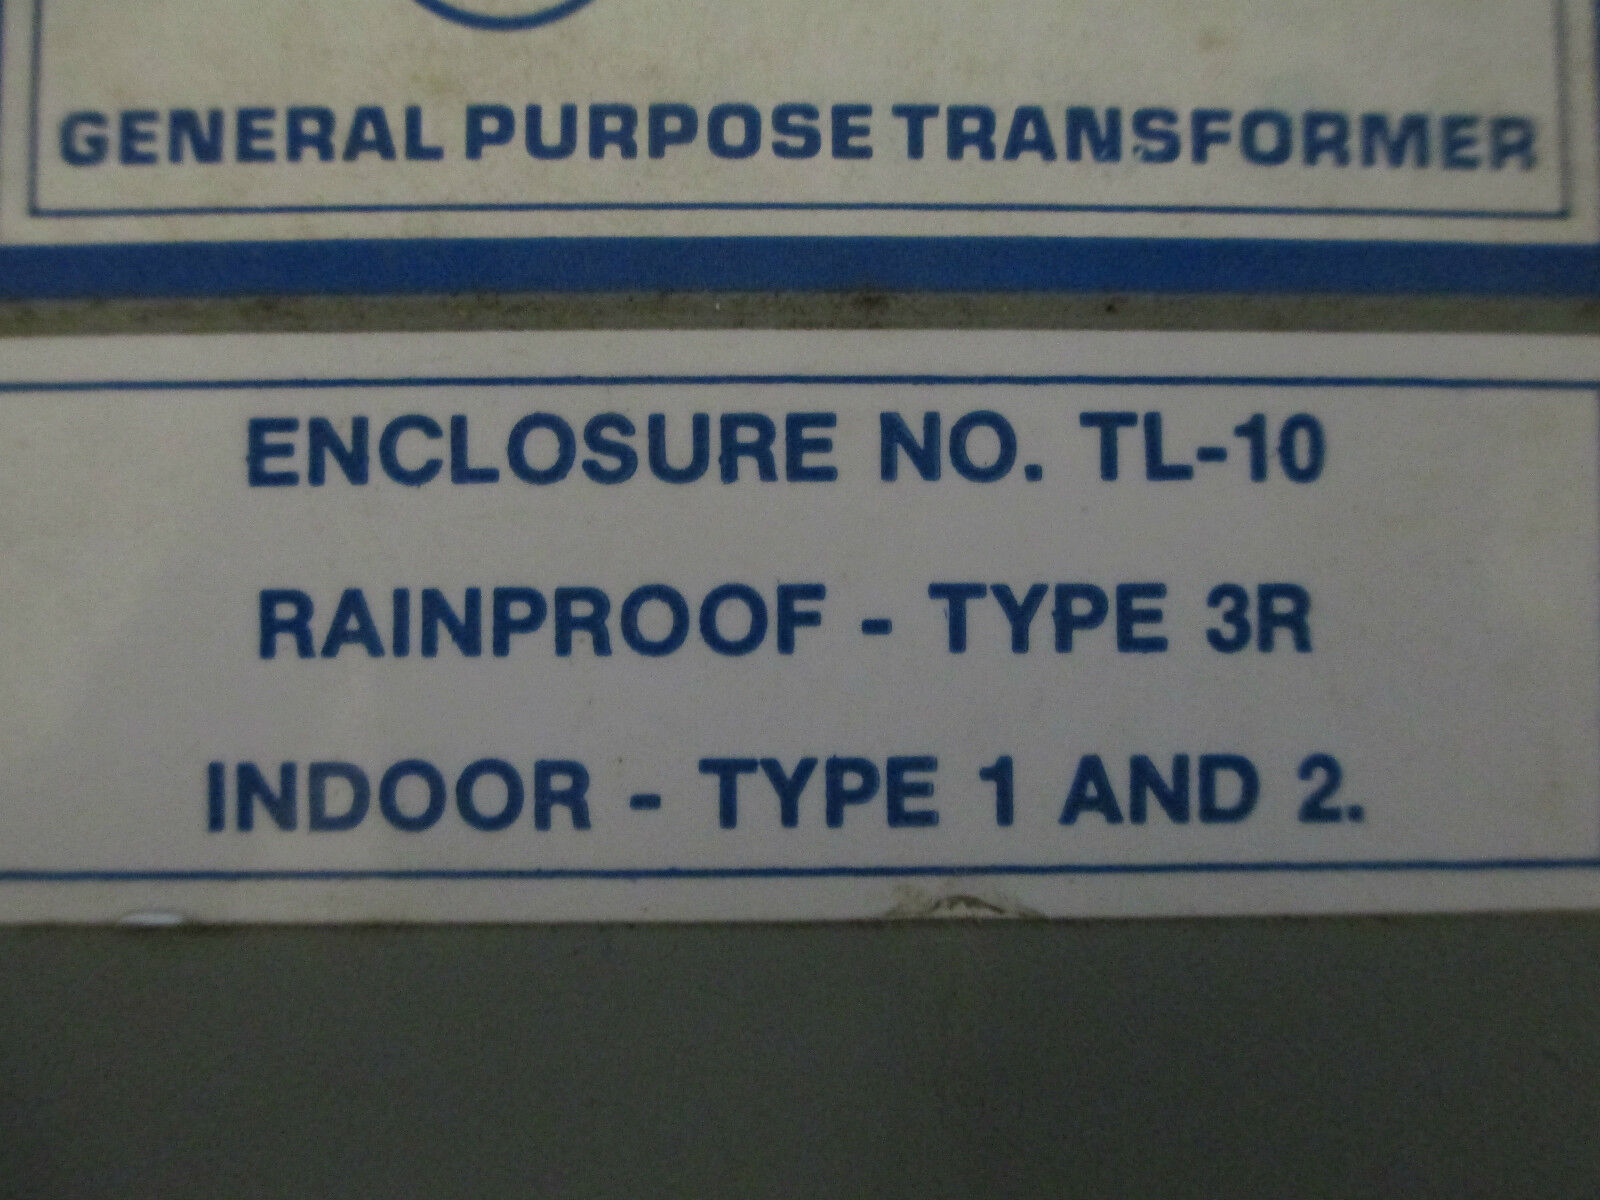 GENERAL PURPOSE TRANSFORMER
ENCLOSURE NO. TL-10
RAINPROOF - TYPE 3R
INDOOR - TYPE 1 AND 2.